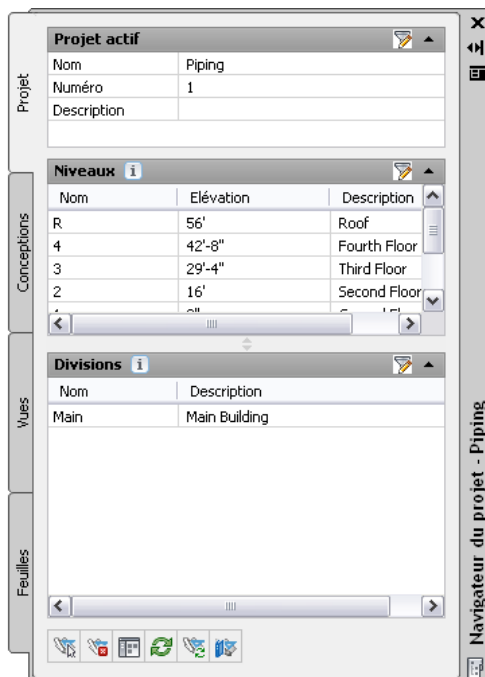 Projet actif
Nom Piping
Numéro 1
Description
Niveaux
Nom Elévation Description
R 56' Roof
4 42'-8" Fourth Floor
3 29'-4" Third Floor
2 16' Second Floor
Divisions
Nom Description
Main Main Building
Projet
Conceptions
Vues
Feuilles
Navigateur du projet - Piping